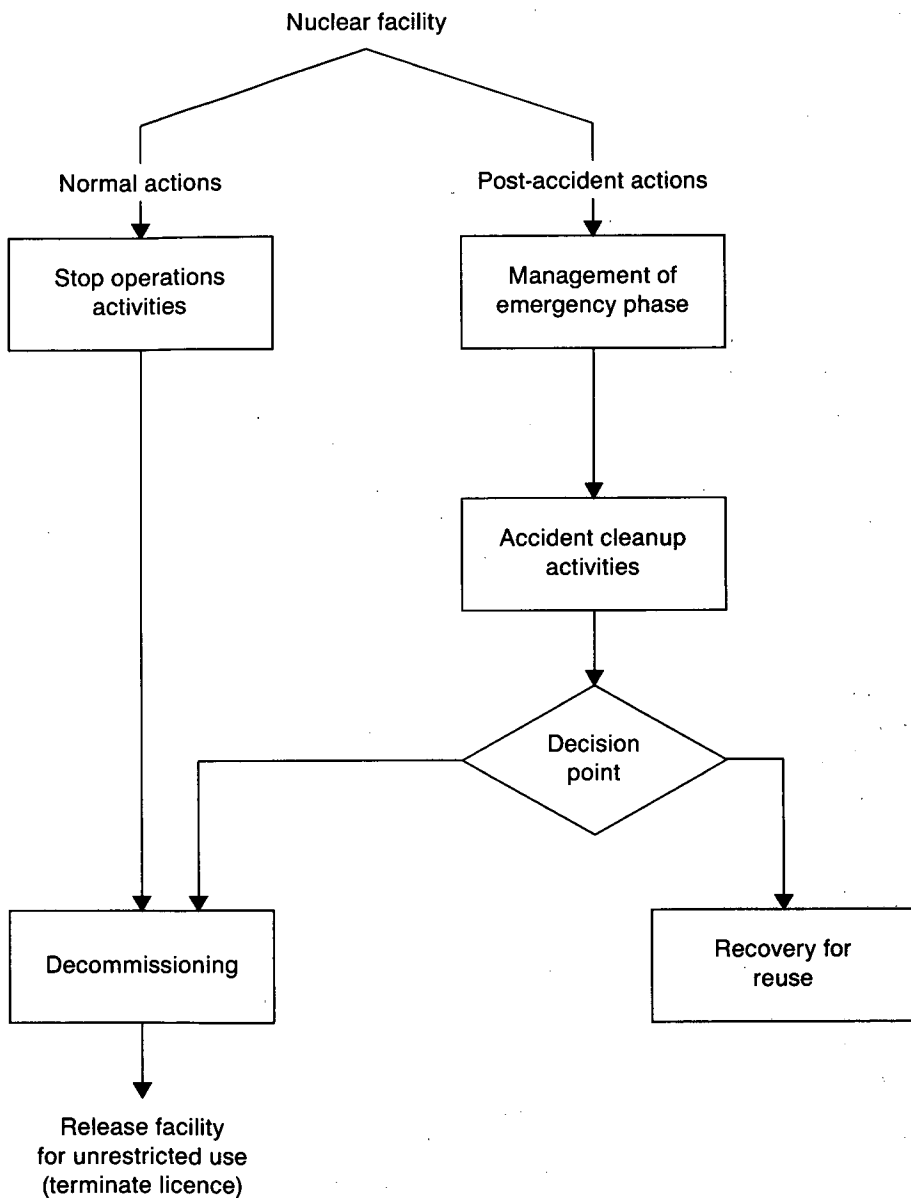 Nuclear facility
Normal actions
Post-accident actions
Stop operations
activities
Management of
emergency phase
Accident cleanup
activities
Decision
point
Decommissioning
Recovery for
reuse
Release facility
for unrestricted use
(terminate licence)